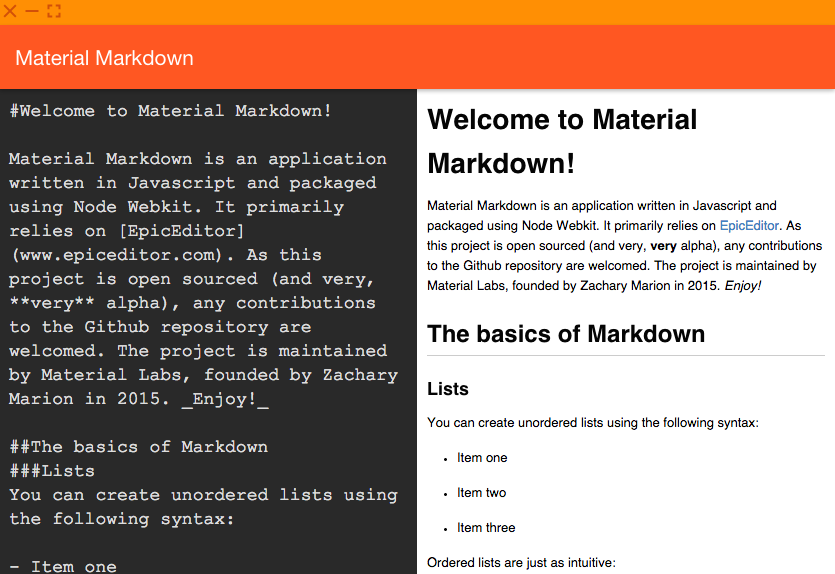 Material Markdown
#Welcome to Material Markdown!
Material Markdown is an application
written in Javascript and packaged
using Node Webkit. It primarily
relies on [EpicEditor]
(www.epiceditor.com). As this
project is open sourced (and very,
**very** alpha), any contributions
to the Github repository are
welcomed. The project is maintained
by Material Labs, founded by Zachary
Marion in 2015. _Enjoy!_
##The basics of Markdown
###Lists
You can create unordered lists using
the following syntax:
- Item one
Welcome to Material
Markdown!
Material Markdown is an application written in Javascript and
packaged using Node Webkit. It primarily relies on EpicEditor. As
this project is open sourced (and very, very alpha), any contributions
to the Github repository are welcomed. The project is maintained by
Material Labs, founded by Zachary Marion in 2015. Enjoy!
The basics of Markdown
Lists
You can create unordered lists using the following syntax:
• Item one
• Item two
• Item three
Ordered lists are just as intuitive: